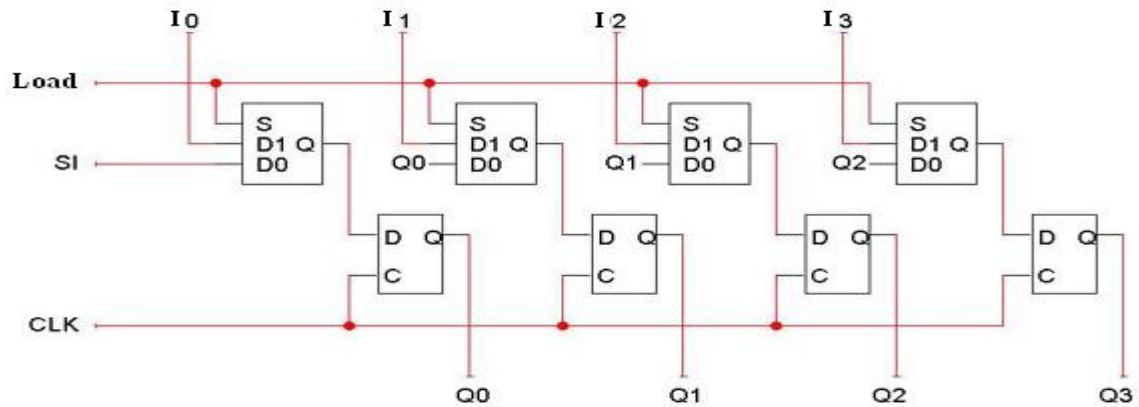 I0 I1 I2 I3
Load
S S S S
D1 Q D1 Q D1 Q D1 Q
SI D0 Q0 D0 Q1 D0 Q2 D0
D Q D Q D Q D Q
C C C C
CLK
Q0 Q1 Q2 Q3